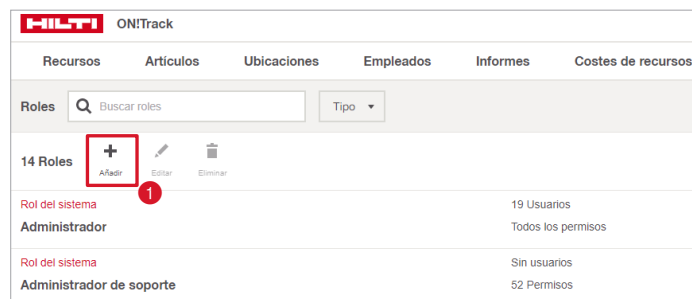 HILTI ON!Track
Recursos Artículos Ubicaciones Empleados Informes Costes de recursos
Roles Buscar roles Tipo
14 Roles Añadir Editar Eliminar
1
Rol del sistema 19 Usuarios
Administrador Todos los permisos
Rol del sistema Sin usuarios
Administrador de soporte 52 Permisos